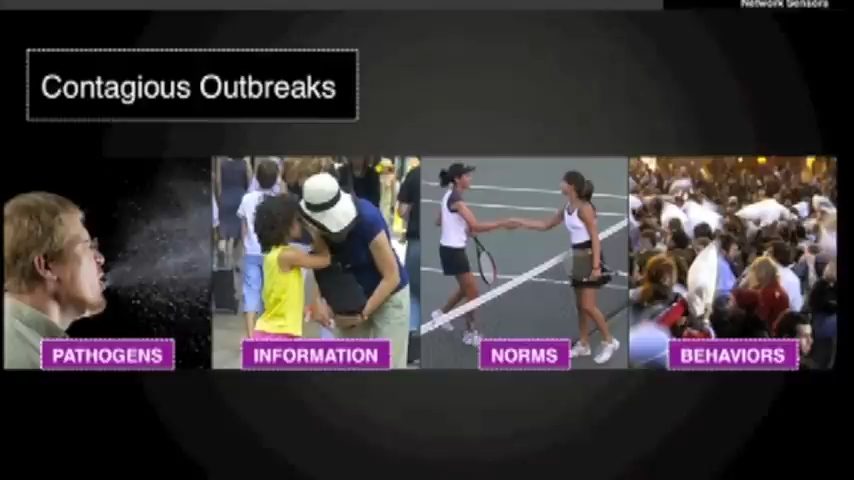 Network Sensors
Contagious Outbreaks
PATHOGENS
INFORMATION
NORMS
BEHAVIORS